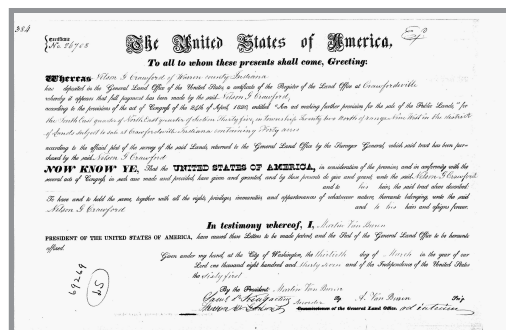 384
Certificate
No. 26708
The United States of America,
To all to whom these presents shall come, Greeting:
Whereas Nelson G Crawford of Warren county Indiana
has deposited in the General Land Office of the United States, a certificate of the Register of the Land Office at Crawfordsville
whereby it appears that full payment has been made by the said Nelson G Crawford,
according to the provisions of the act of Congress of the 24th of April, 1820, entitled "An act making further provision for the sale of the Public Lands," for
the South East quarter of North East quarter of Section Thirty five, in Township Twenty two North of range Nine West in the district
of Lands subject to sale at Crawfordsville Indiana containing Forty acres
according to the official plat of the survey of the said Lands, returned to the General Land Office by the Surveyor General, which said tract has been pur-
chased by the said Nelson G Crawford
NOW KNOW YE, That the UNITED STATES OF AMERICA, in consideration of the premises, and in conformity with the
several acts of Congress, in such case made and provided, have given and granted, and by these presents do give and grant, unto the said Nelson G Crawford
and to his heirs, the said tract above described:
To have and to hold the same, together with all the rights, privileges, immunities, and appurtenances of whatsoever nature, thereunto belonging, unto the said
Nelson G Crawford and to his heirs and assigns forever.
In testimony whereof, I, Martin Van Buren
PRESIDENT OF THE UNITED STATES OF AMERICA, have caused these Letters to be made patent, and the Seal of the General Land Office to be hereunto
affixed.
Given under my hand, at the City of Washington, the thirtieth day of March in the year of our
Lord one thousand eight hundred and thirty seven and of the Independence of the United States
the Sixty first
By the President: Martin Van Buren
By A. Van Buren Sec'y
Commissioner of the General Land Office. ad interim
69269